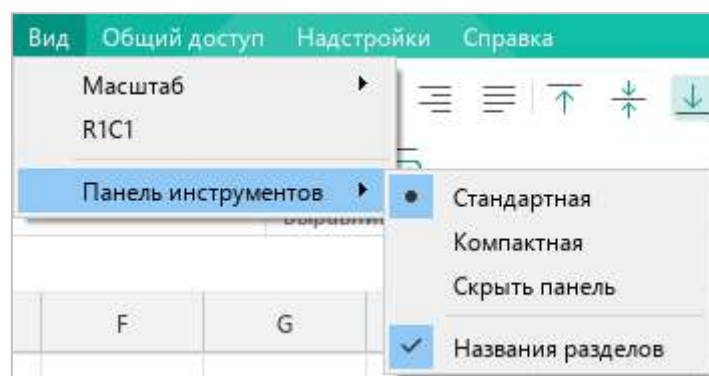 Вид Общий доступ Надстройки Справка
Масштаб
R1C1
Панель инструментов
Стандартная
Компактная
Скрыть панель
Названия разделов
F G